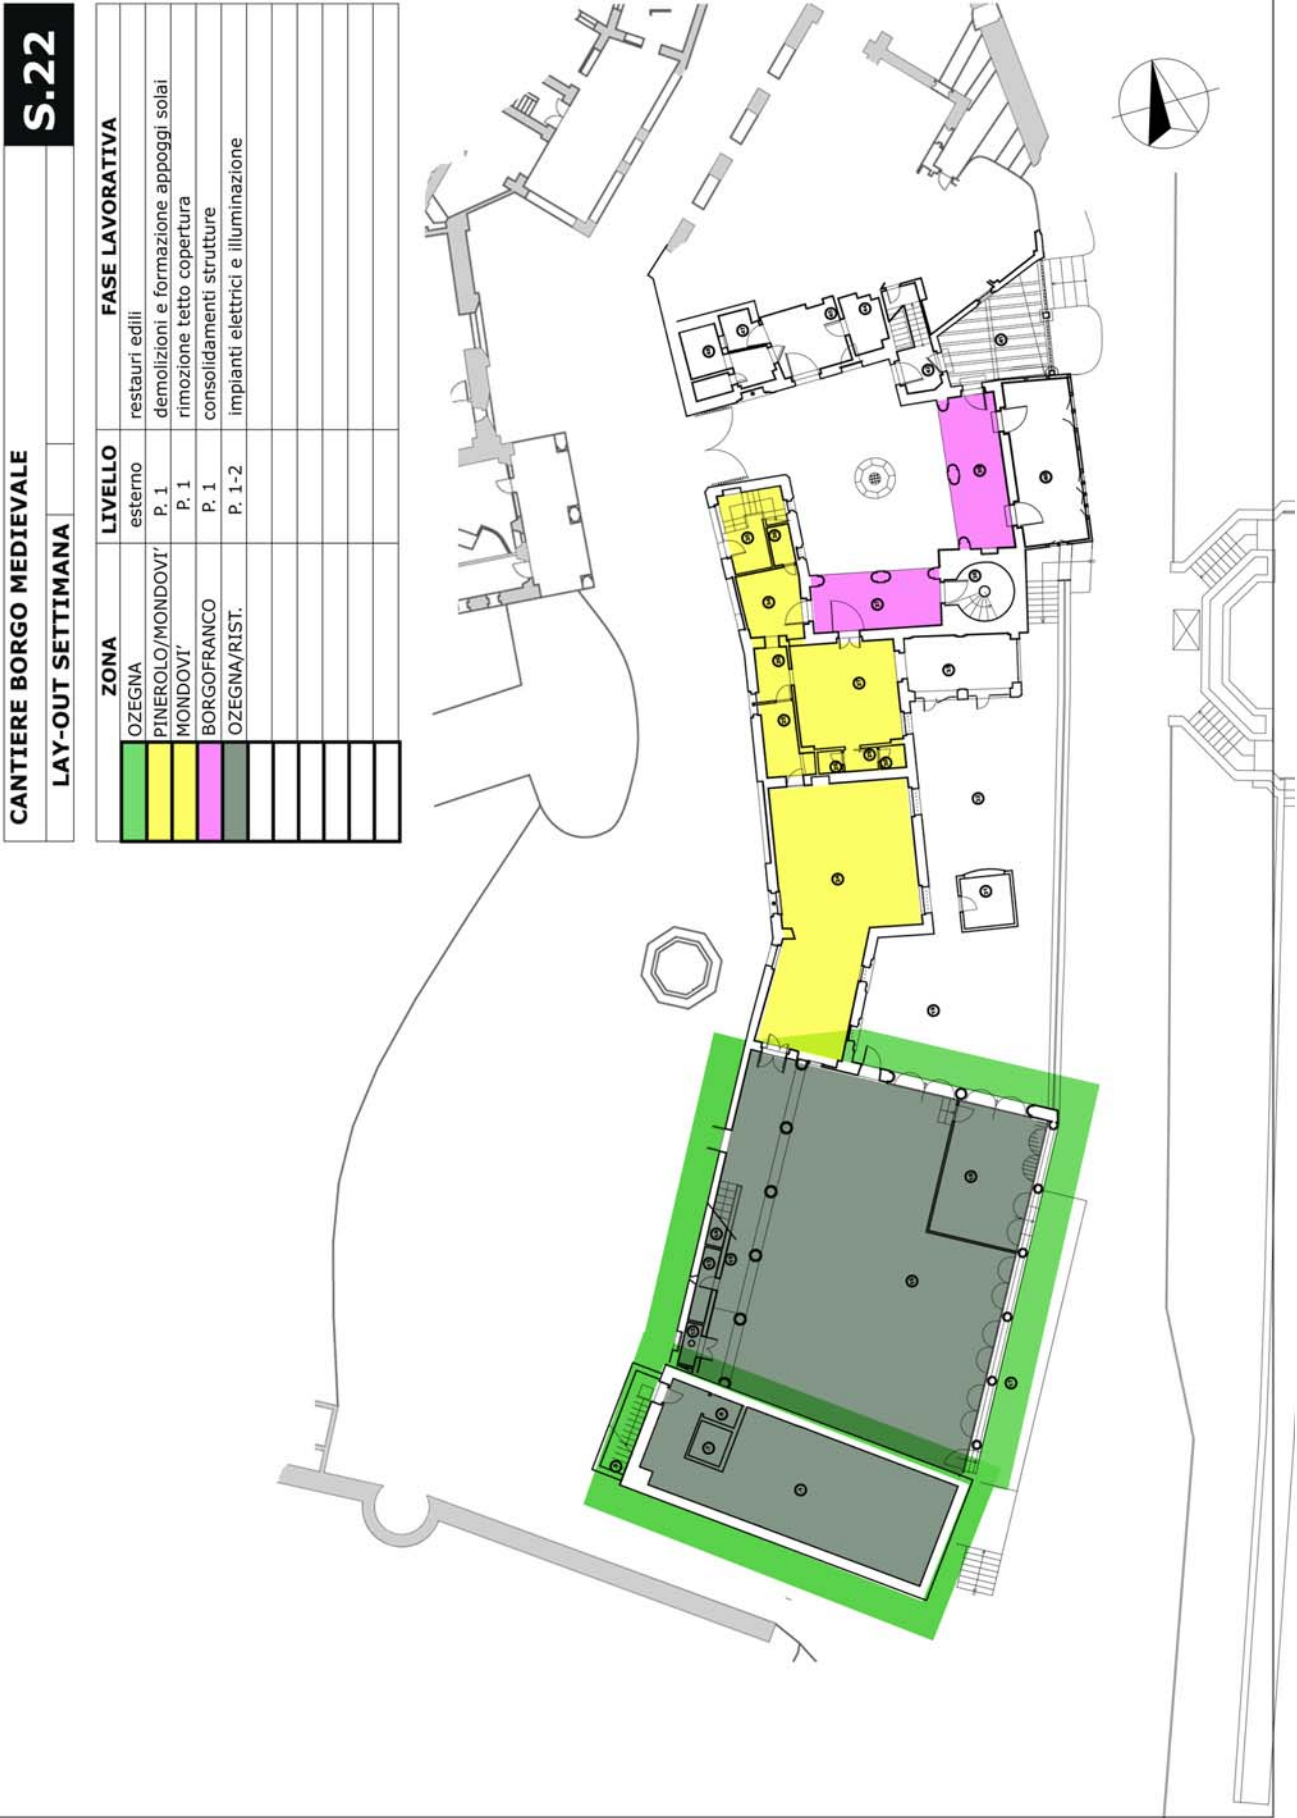 CANTIERE BORGO MEDIEVALE
S.22
LAY-OUT SETTIMANA
ZONA LIVELLO FASE LAVORATIVA
OZEGNA esterno restauri edili
PINEROLO/MONDOVI' P. 1 demolizioni e formazione appoggi solai
MONDOVI' P. 1 rimozione tetto copertura
BORGOFRANCO P. 1 consolidamenti strutture
OZEGNA/RIST. P. 1-2 impianti elettrici e illuminazione